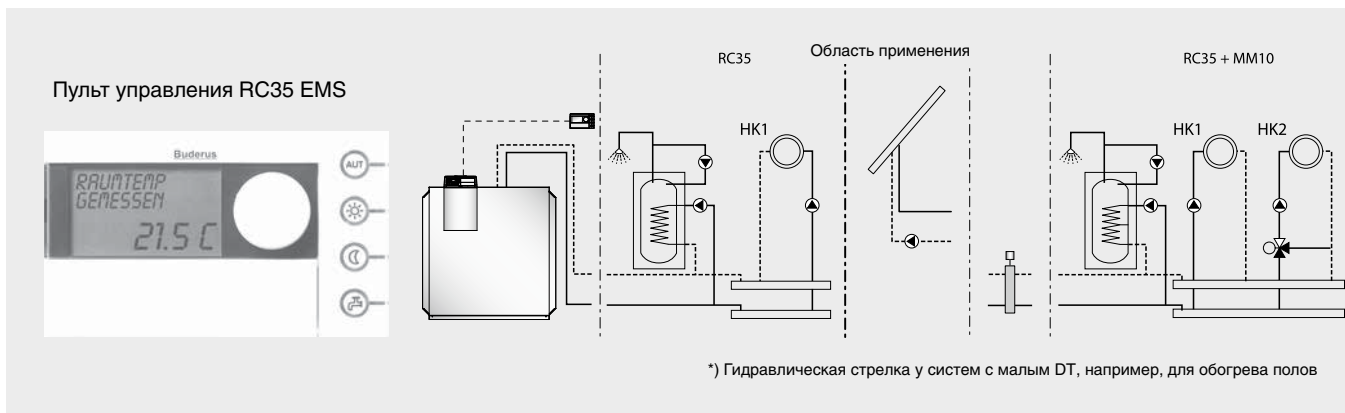 Область применения
RC35
RC35 + MM10
Пульт управления RC35 EMS
HK1
HK1
HK2
Buderus
AUT
RAUMTEMP
GEMESSEN
21.5 C
*) Гидравлическая стрелка у систем с малым DT, например, для обогрева полов